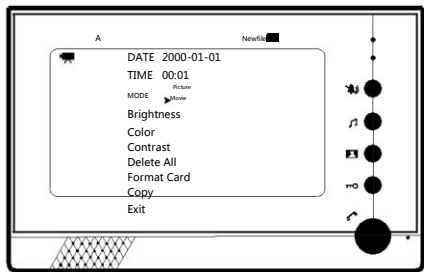 A Newfile
DATE 2000-01-01
TIME 00:01
Picture
MODE Movie
Brightness
Color
Contrast
Delete All
Format Card
Copy
Exit